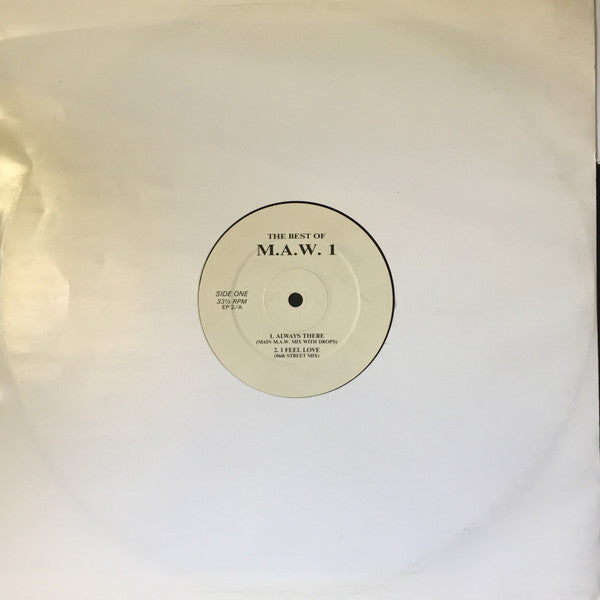 THE BEST OF
M.A.W. 1
SIDE ONE
33⅓ RPM
EP 2/A
1. ALWAYS THERE
(MAIN M.A.W. MIX WITH DROPS)
2. I FEEL LOVE
(86th STREET MIX)